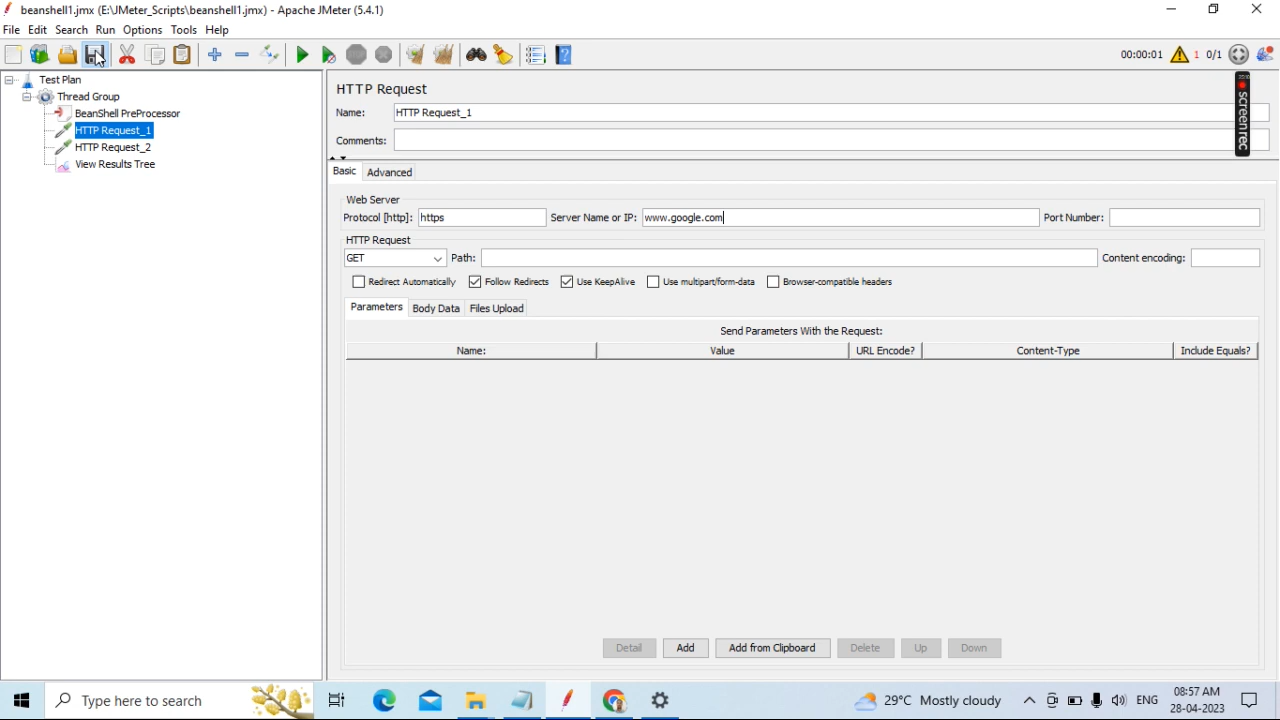 beanshell1.jmx (E:\JMeter_Scripts\beanshell1.jmx) - Apache JMeter (5.4.1)
File Edit Search Run Options Tools Help
00:00:01 1 0/1
Test Plan
Thread Group
BeanShell PreProcessor
HTTP Request_1
HTTP Request_2
View Results Tree
HTTP Request
Name: HTTP Request_1
Comments:
screenrec
Basic Advanced
Web Server
Protocol [http]: https Server Name or IP: www.google.com Port Number:
HTTP Request
GET Path: Content encoding:
Redirect Automatically Follow Redirects Use KeepAlive Use multipart/form-data Browser-compatible headers
Parameters Body Data Files Upload
Send Parameters With the Request:
Name: Value URL Encode? Content-Type Include Equals?
Detail Add Add from Clipboard Delete Up Down
Type here to search 29°C Mostly cloudy ENG 08:57 AM
28-04-2023